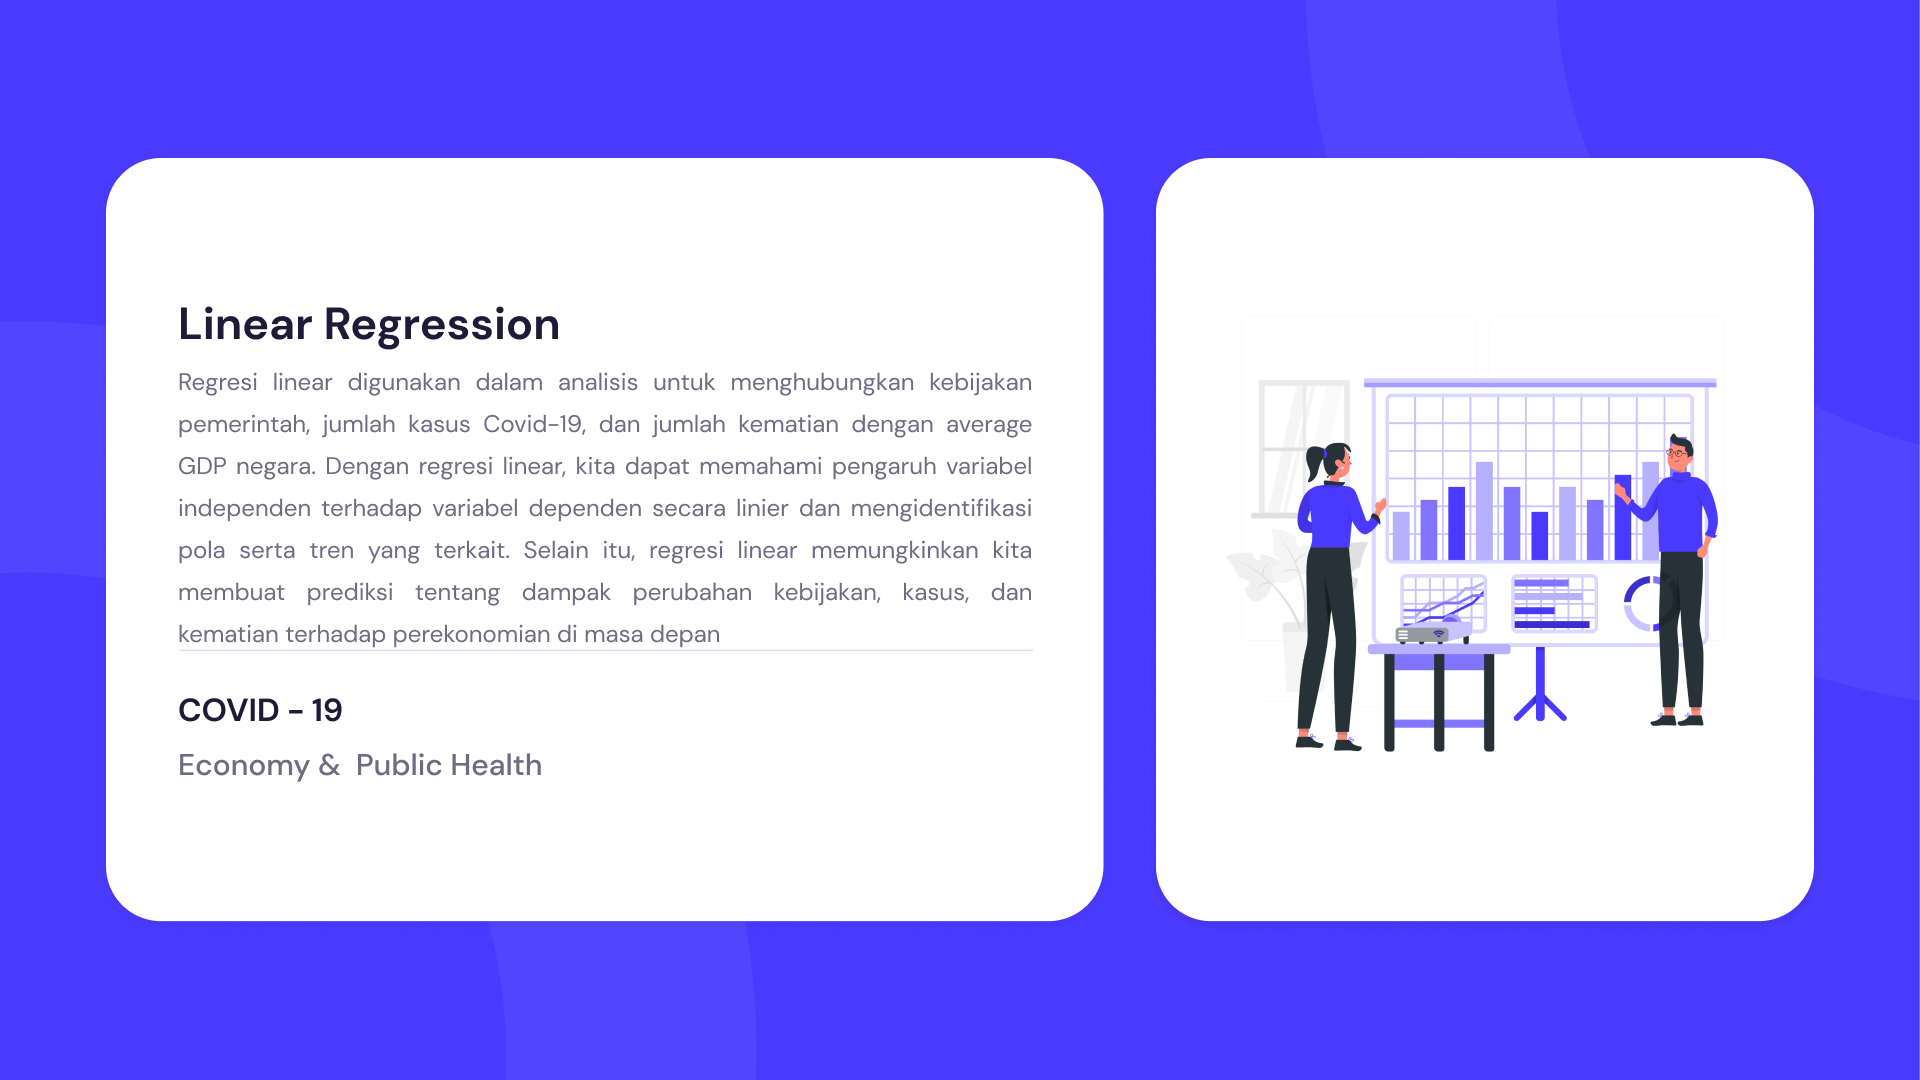 Linear Regression
Regresi linear digunakan dalam analisis untuk menghubungkan kebijakan
pemerintah, jumlah kasus Covid-19, dan jumlah kematian dengan average
GDP negara. Dengan regresi linear, kita dapat memahami pengaruh variabel
independen terhadap variabel dependen secara linier dan mengidentifikasi
pola serta tren yang terkait. Selain itu, regresi linear memungkinkan kita
membuat prediksi tentang dampak perubahan kebijakan, kasus, dan
kematian terhadap perekonomian di masa depan
COVID - 19
Economy & Public Health